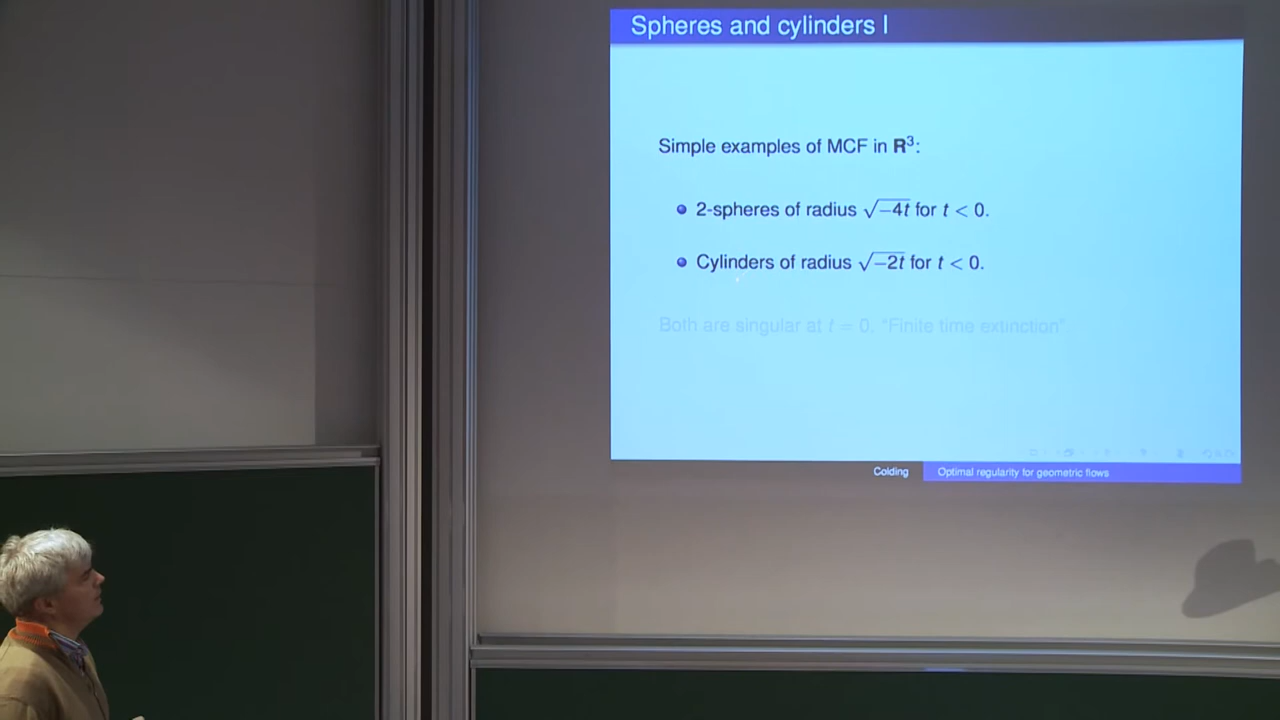 Spheres and cylinders I
Simple examples of MCF in R³:
2-spheres of radius √−4t for t < 0.
Cylinders of radius √−2t for t < 0.
Both are singular at t = 0, "Finite time extinction"
Colding
Optimal regularity for geometric flows